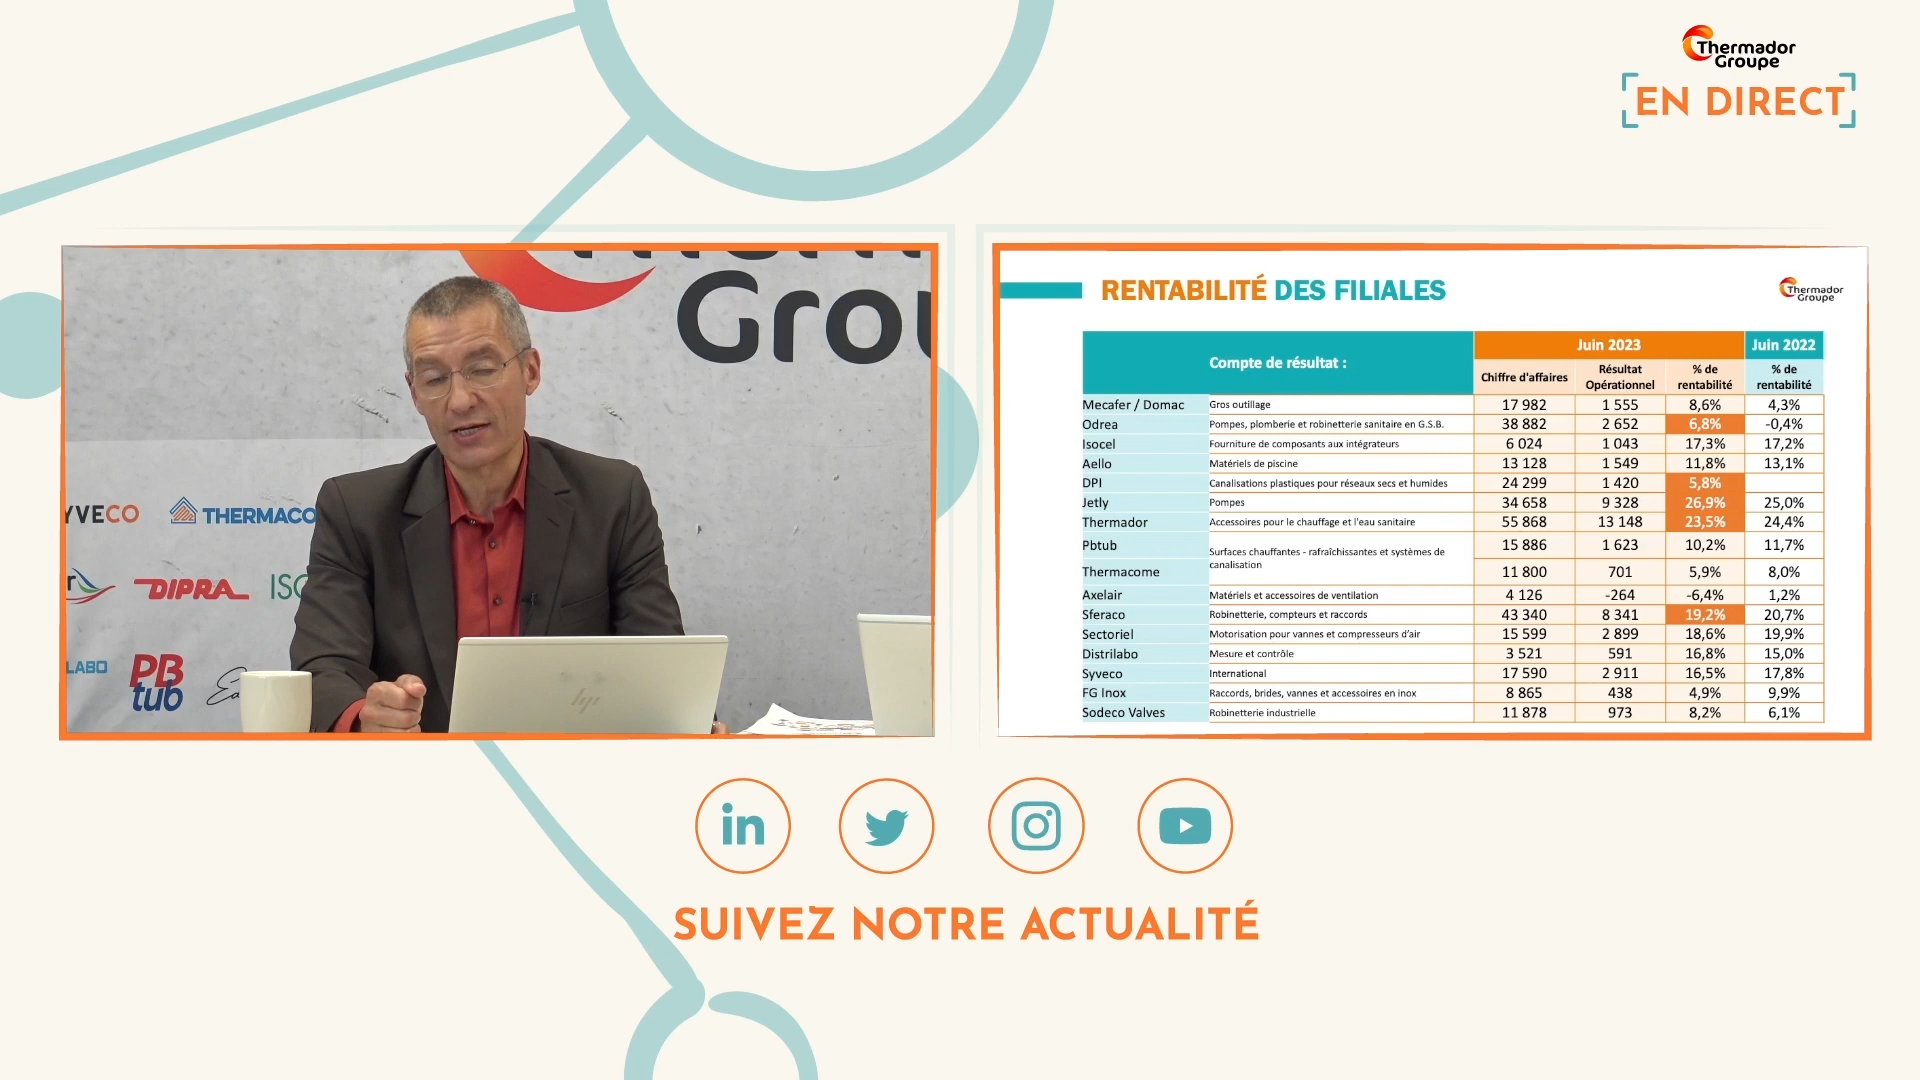 Thermador
Groupe
EN DIRECT
Grou
YVECO
THERMACO
DIPRA
ISO
LABO
PB
tub
hp
RENTABILITÉ DES FILIALES
Thermador
Groupe
Compte de résultat : Juin 2023 Juin 2022
Chiffre d'affaires Résultat Opérationnel % de rentabilité % de rentabilité
Mecafer / Domac Gros outillage 17 982 1 555 8,6% 4,3%
Odrea Pompes, plomberie et robinetterie sanitaire en G.S.B. 38 882 2 652 6,8% -0,4%
Isocel Fourniture de composants aux intégrateurs 6 024 1 043 17,3% 17,2%
Aello Matériels de piscine 13 128 1 549 11,8% 13,1%
DPI Canalisations plastiques pour réseaux secs et humides 24 299 1 420 5,8%
Jetly Pompes 34 658 9 328 26,9% 25,0%
Thermador Accessoires pour le chauffage et l'eau sanitaire 55 868 13 148 23,5% 24,4%
Pbtub Surfaces chauffantes - rafraîchissantes et systèmes de canalisation 15 886 1 623 10,2% 11,7%
Thermacome 11 800 701 5,9% 8,0%
Axelair Matériels et accessoires de ventilation 4 126 -264 -6,4% 1,2%
Sferaco Robinetterie, compteurs et raccords 43 340 8 341 19,2% 20,7%
Sectoriel Motorisation pour vannes et compresseurs d'air 15 599 2 899 18,6% 19,9%
Distrilabo Mesure et contrôle 3 521 591 16,8% 15,0%
Syveco International 17 590 2 911 16,5% 17,8%
FG Inox Raccords, brides, vannes et accessoires en inox 8 865 438 4,9% 9,9%
Sodeco Valves Robinetterie industrielle 11 878 973 8,2% 6,1%
in
SUIVEZ NOTRE ACTUALITÉ